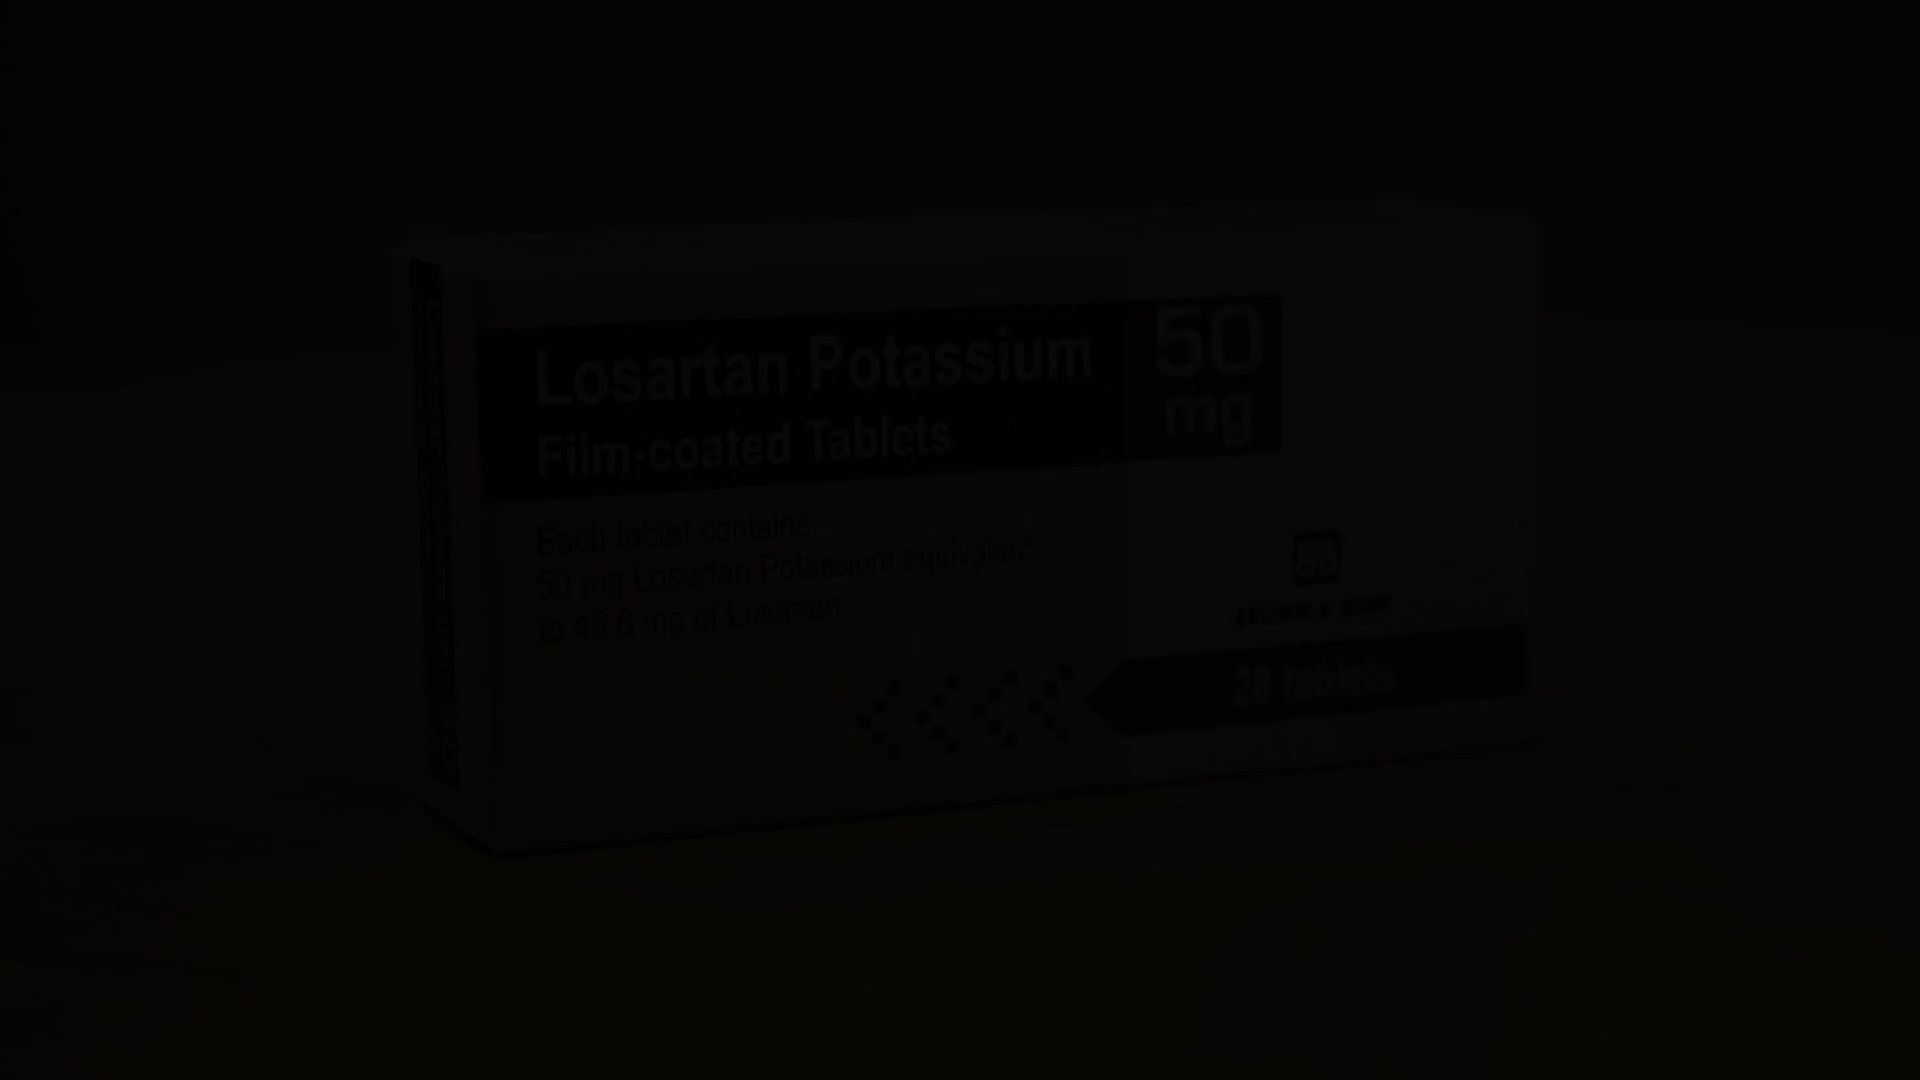 Losartan Potassium
50
mg
Film-coated Tablets
Each tablet contains
50 mg Losartan Potassium equivalent
to 45.8 mg of Losartan.
28 tablets